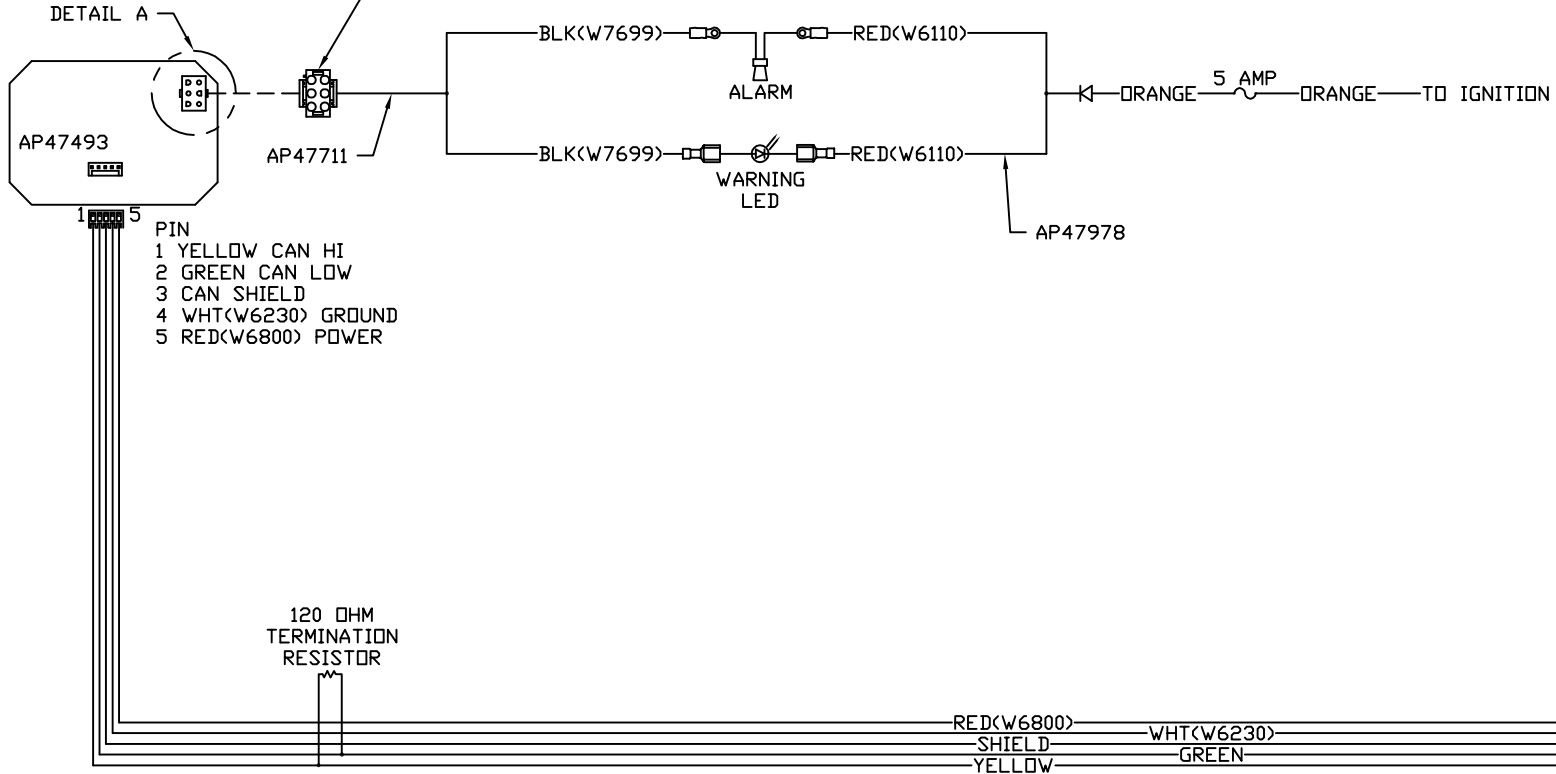 DETAIL A
BLK(W7699)
RED(W6110)
ALARM
5 AMP
ORANGE
ORANGE
TO IGNITION
AP47493
AP47711
BLK(W7699)
RED(W6110)
WARNING
LED
AP47978
1
5
PIN
1 YELLOW CAN HI
2 GREEN CAN LOW
3 CAN SHIELD
4 WHT(W6230) GROUND
5 RED(W6800) POWER
120 OHM
TERMINATION
RESISTOR
RED(W6800)
WHT(W6230)
SHIELD
GREEN
YELLOW